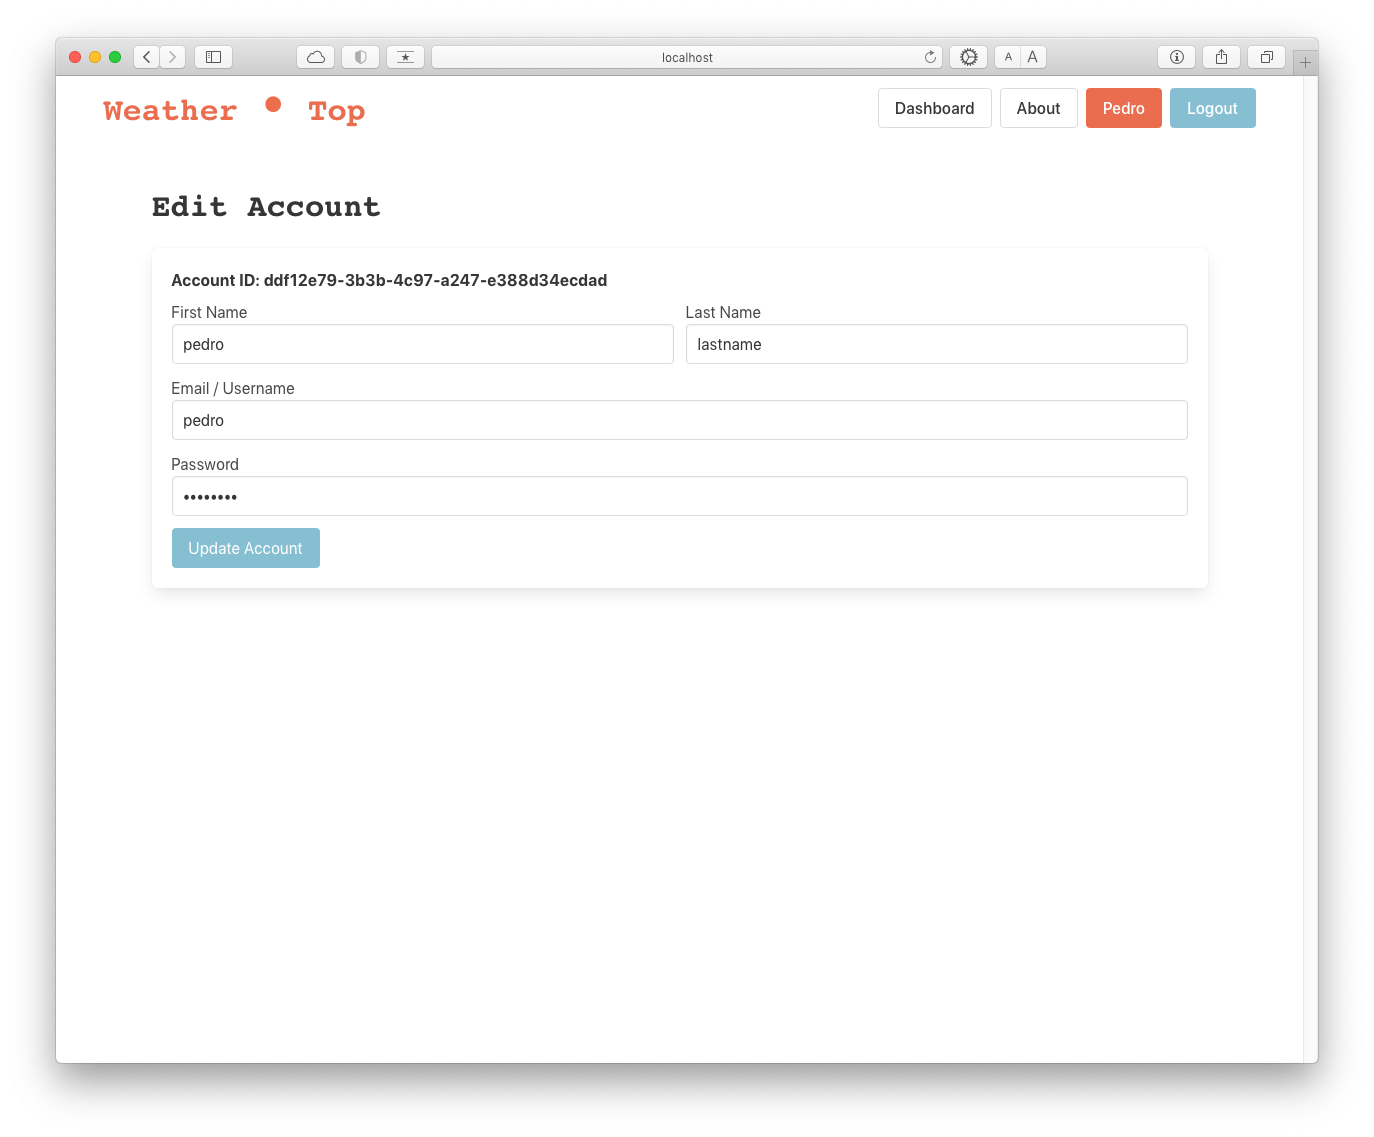 localhost
A A
Weather • Top
Dashboard About Pedro Logout
Edit Account
Account ID: ddf12e79-3b3b-4c97-a247-e388d34ecdad
First Name Last Name
pedro lastname
Email / Username
pedro
Password
••••••••
Update Account